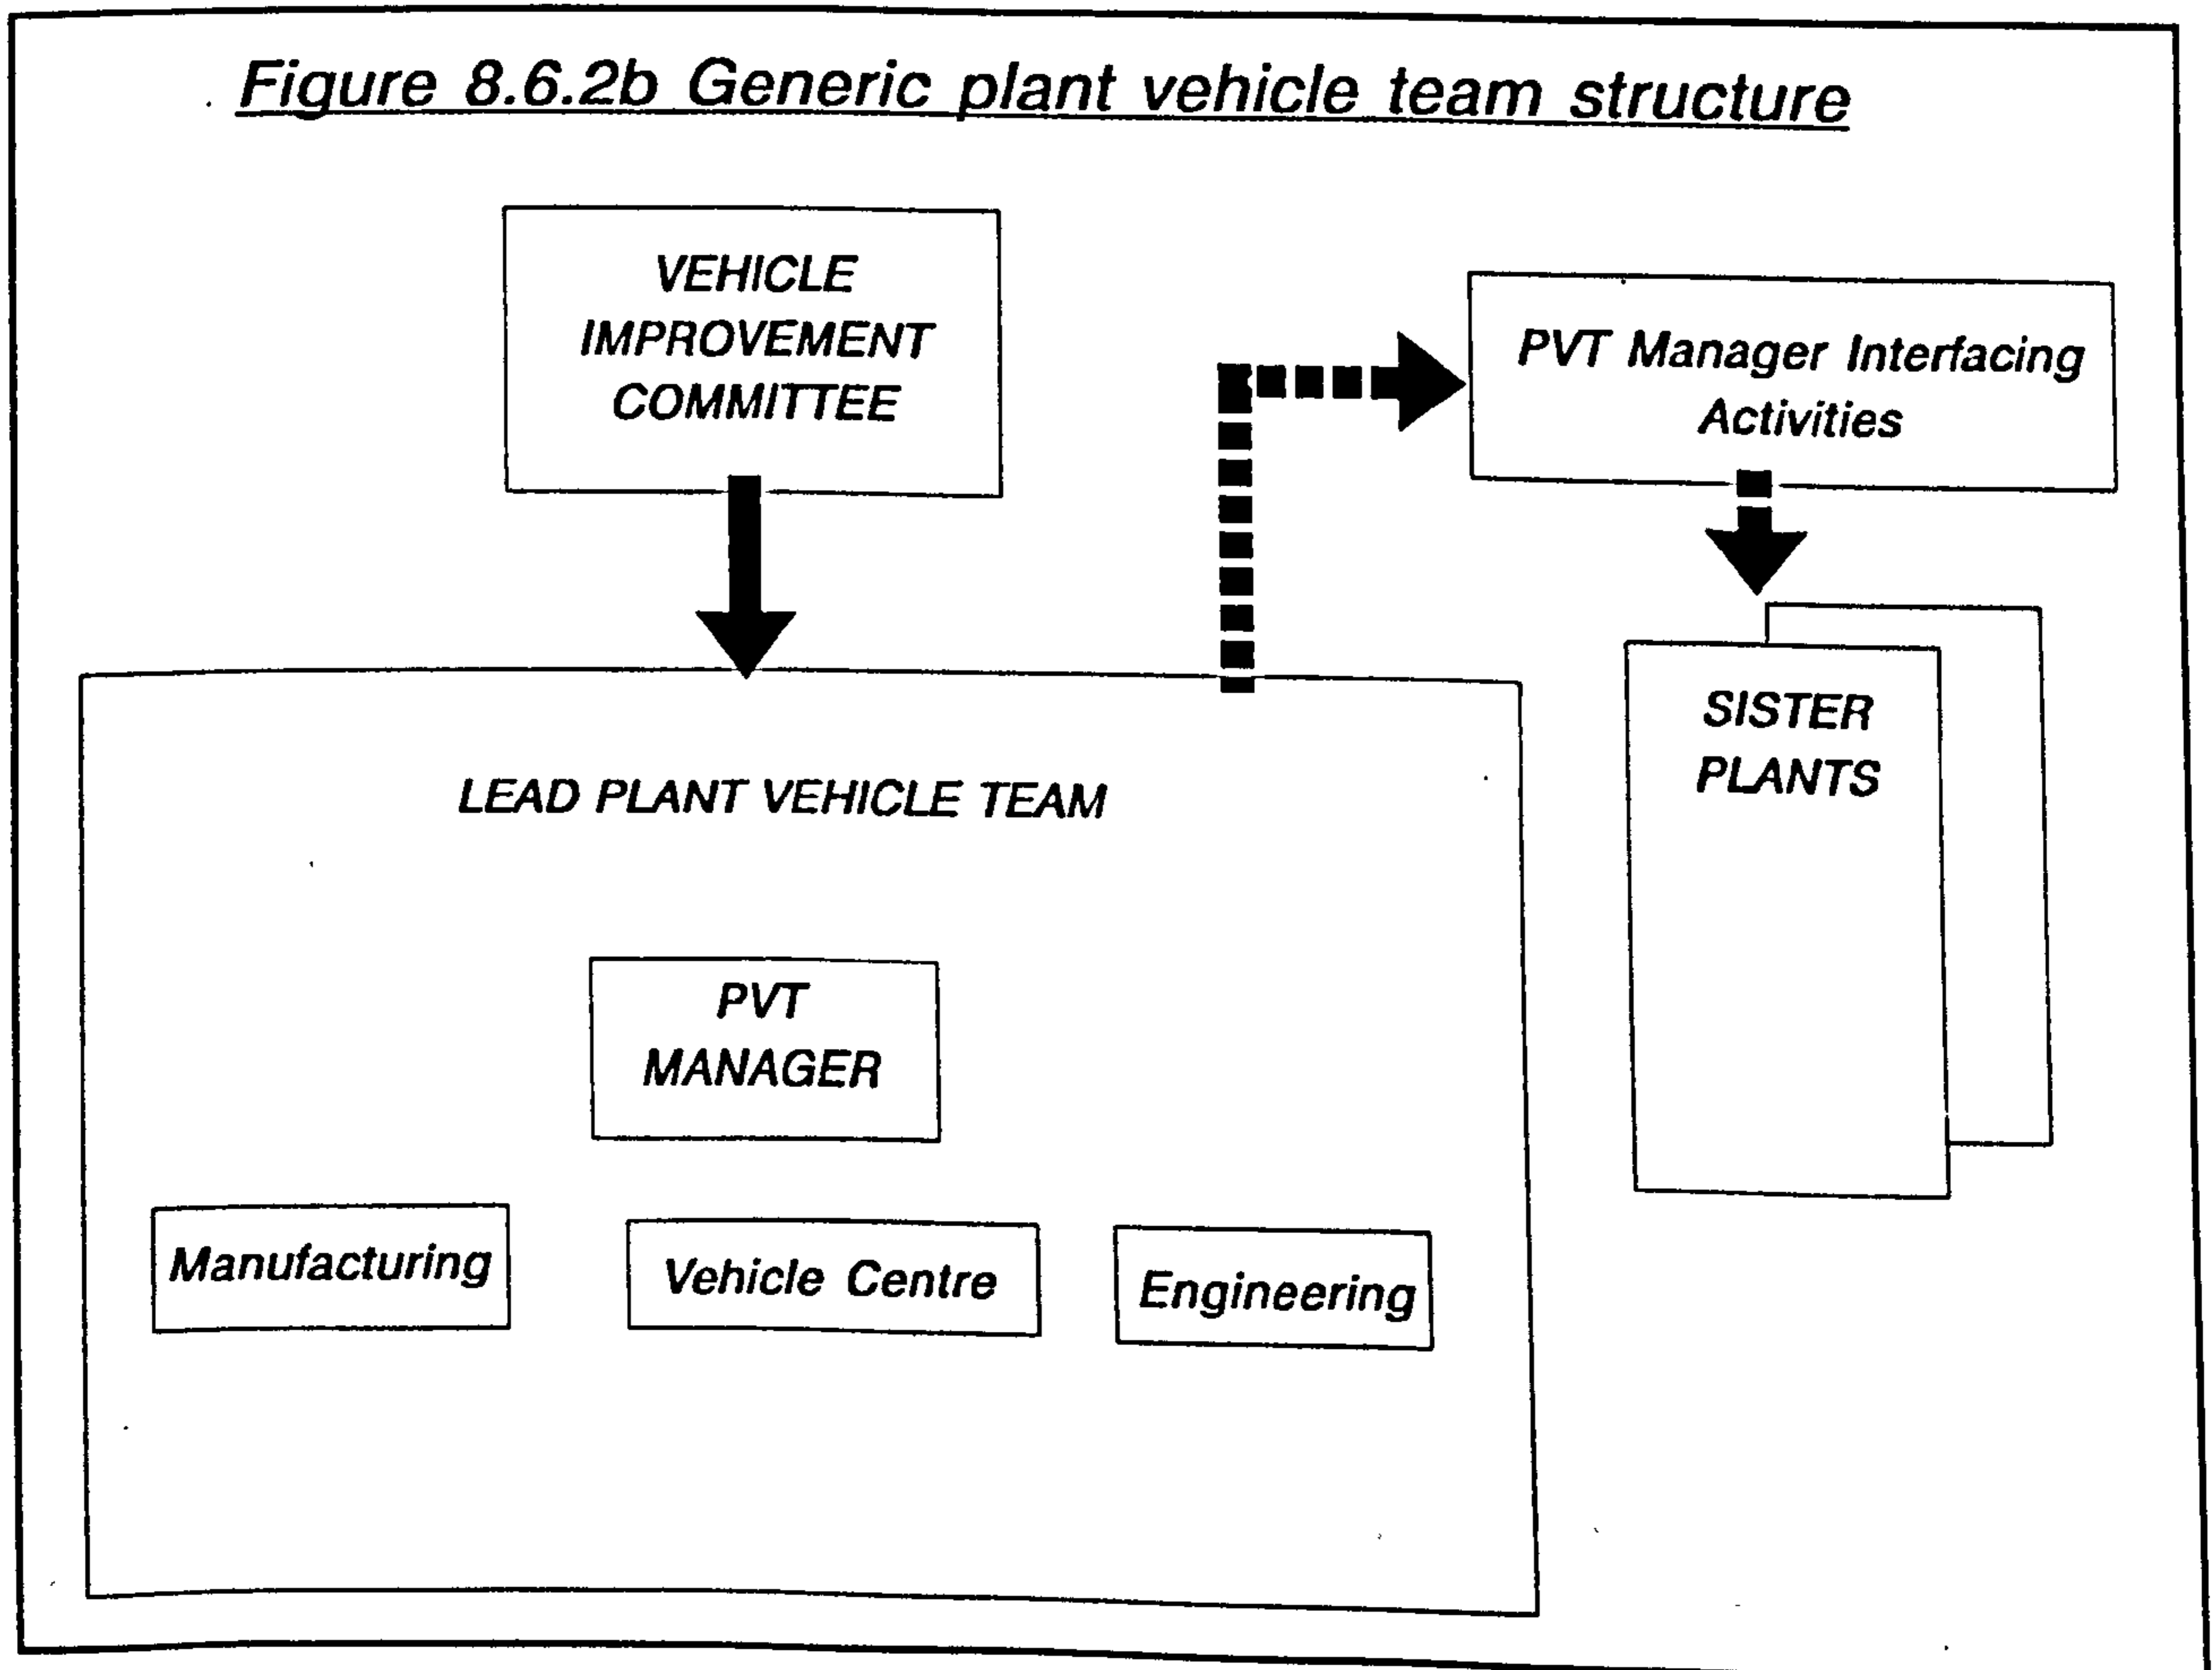 Figure 8.6.2b Generic plant vehicle team structure
VEHICLE
IMPROVEMENT
COMMITTEE
PVT Manager Interfacing
Activities
SISTER
PLANTS
LEAD PLANT VEHICLE TEAM
PVT
MANAGER
Manufacturing
Vehicle Centre
Engineering